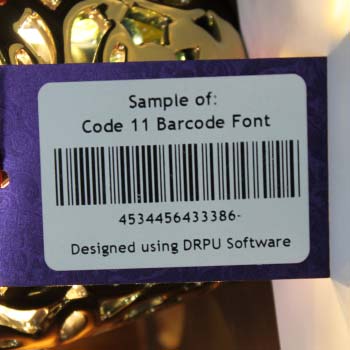 Sample of:
Code 11 Barcode Font
4534456433386-
Designed using DRPU Software